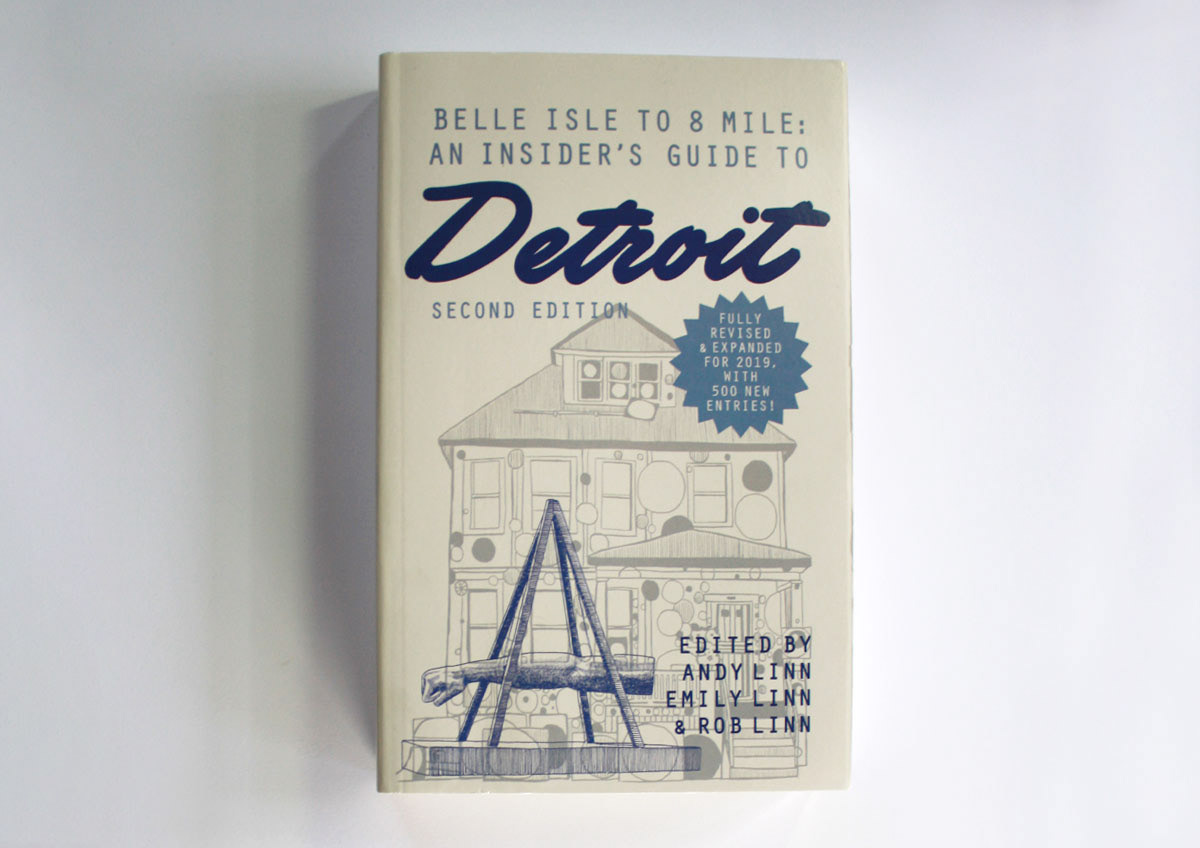 BELLE ISLE TO 8 MILE:
AN INSIDER'S GUIDE TO
Detroit
SECOND EDITION
FULLY
REVISED
& EXPANDED
FOR 2019,
WITH
500 NEW
ENTRIES!
EDITED BY
ANDY LINN
EMILY LINN
& ROB LINN